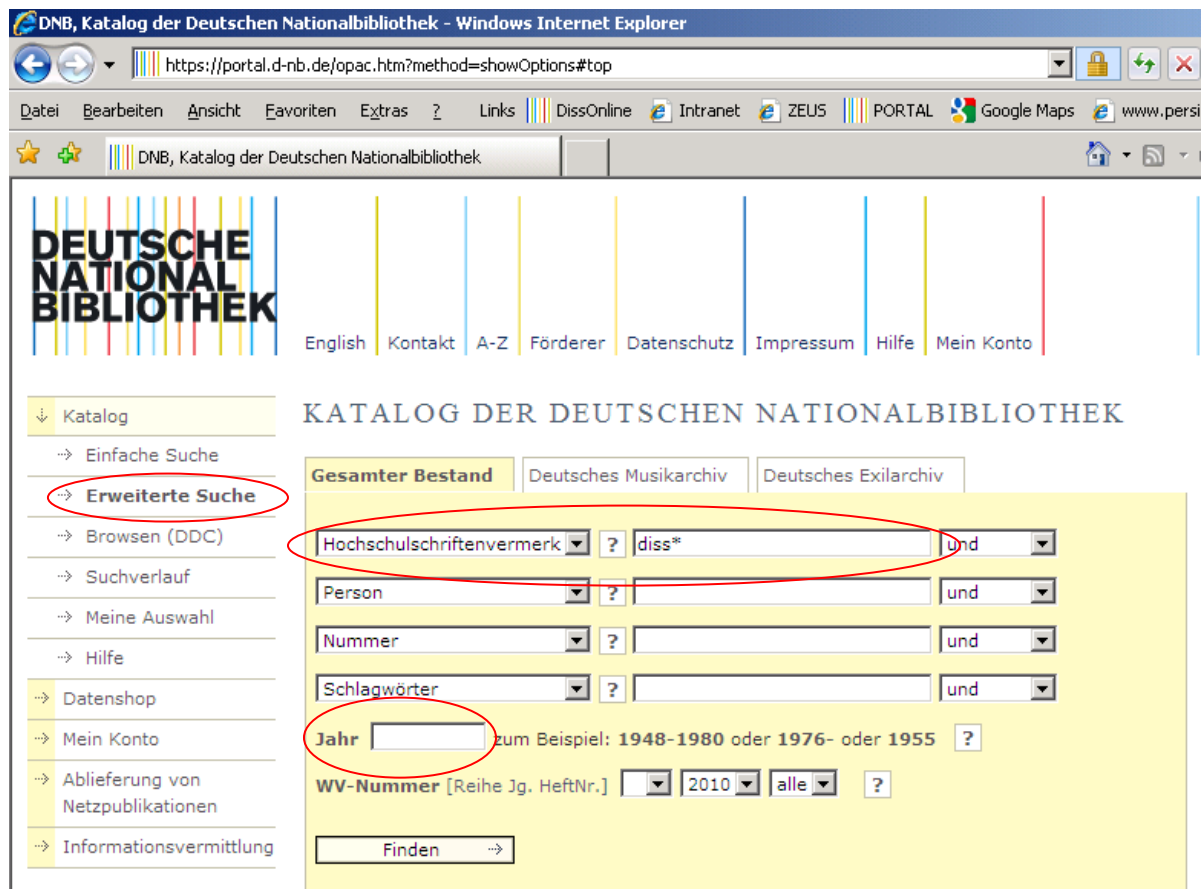 DNB, Katalog der Deutschen Nationalbibliothek - Windows Internet Explorer
https://portal.d-nb.de/opac.htm?method=showOptions#top
Datei Bearbeiten Ansicht Favoriten Extras ? Links DissOnline Intranet ZEUS PORTAL Google Maps www.persi
DNB, Katalog der Deutschen Nationalbibliothek
DEUTSCHE
NATIONAL
BIBLIOTHEK
English Kontakt A-Z Förderer Datenschutz Impressum Hilfe Mein Konto
Katalog
Einfache Suche
Erweiterte Suche
Browsen (DDC)
Suchverlauf
Meine Auswahl
Hilfe
Datenshop
Mein Konto
Ablieferung von
Netzpublikationen
Informationsvermittlung
KATALOG DER DEUTSCHEN NATIONALBIBLIOTHEK
Gesamter Bestand Deutsches Musikarchiv Deutsches Exilarchiv
Hochschulschriftenvermerk ? diss* und
Person ? und
Nummer ? und
Schlagwörter ? und
Jahr zum Beispiel: 1948-1980 oder 1976- oder 1955 ?
WV-Nummer [Reihe Jg. HeftNr.] 2010 alle ?
Finden